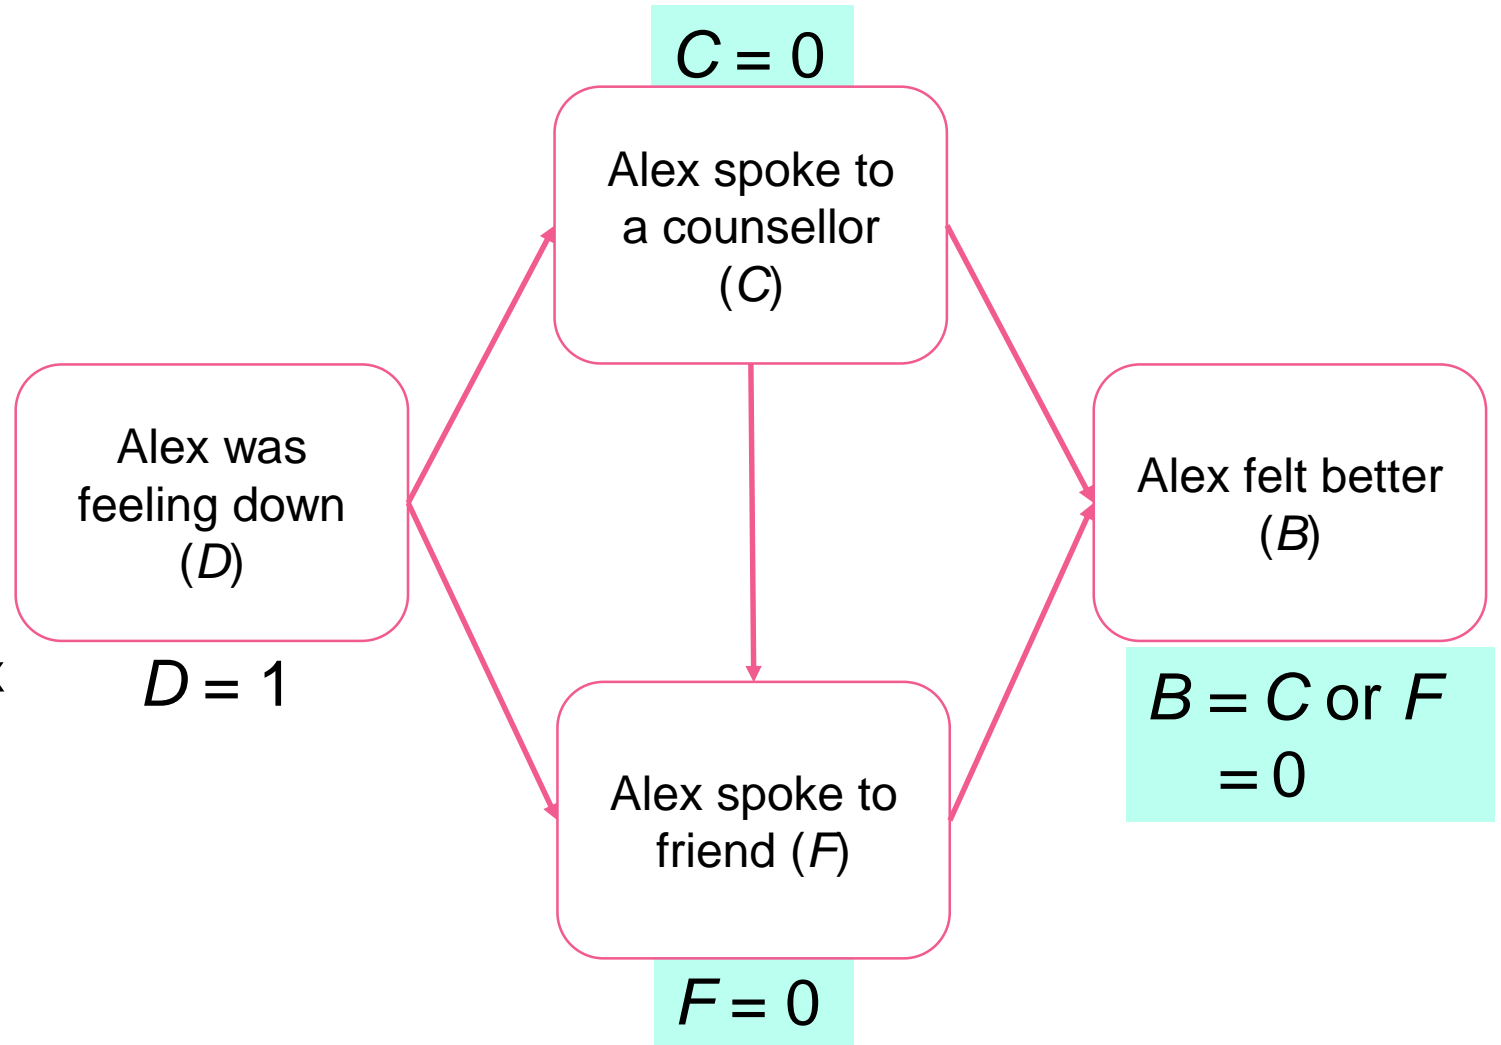 C = 0
Alex spoke to
a counsellor
(C)
Alex was
feeling down
(D)
D = 1
Alex felt better
(B)
B = C or F
= 0
Alex spoke to
friend (F)
F = 0